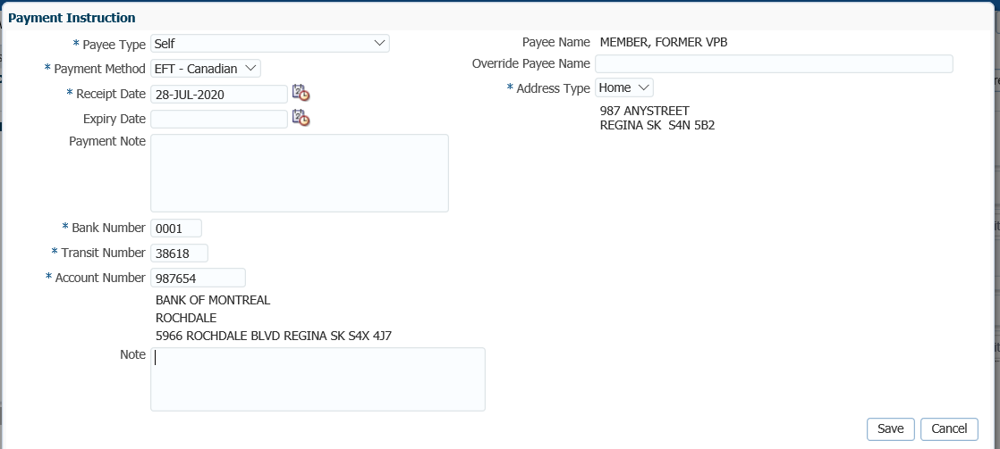 Payment Instruction
* Payee Type Self
* Payment Method EFT - Canadian
* Receipt Date 28-JUL-2020
Expiry Date
Payment Note
* Bank Number 0001
* Transit Number 38618
* Account Number 987654
BANK OF MONTREAL
ROCHDALE
5966 ROCHDALE BLVD REGINA SK S4X 4J7
Note
Payee Name MEMBER, FORMER VPB
Override Payee Name
* Address Type Home
987 ANYSTREET
REGINA SK  S4N 5B2
Save Cancel